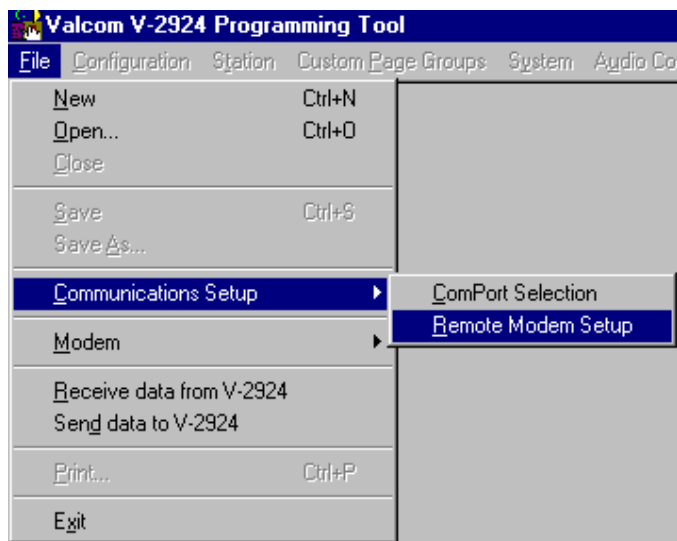 Valcom V-2924 Programming Tool
File Configuration Station Custom Page Groups System Audio Co
New Ctrl+N
Open... Ctrl+O
Close
Save Ctrl+S
Save As...
Communications Setup
ComPort Selection
Remote Modem Setup
Modem
Receive data from V-2924
Send data to V-2924
Print... Ctrl+P
Exit